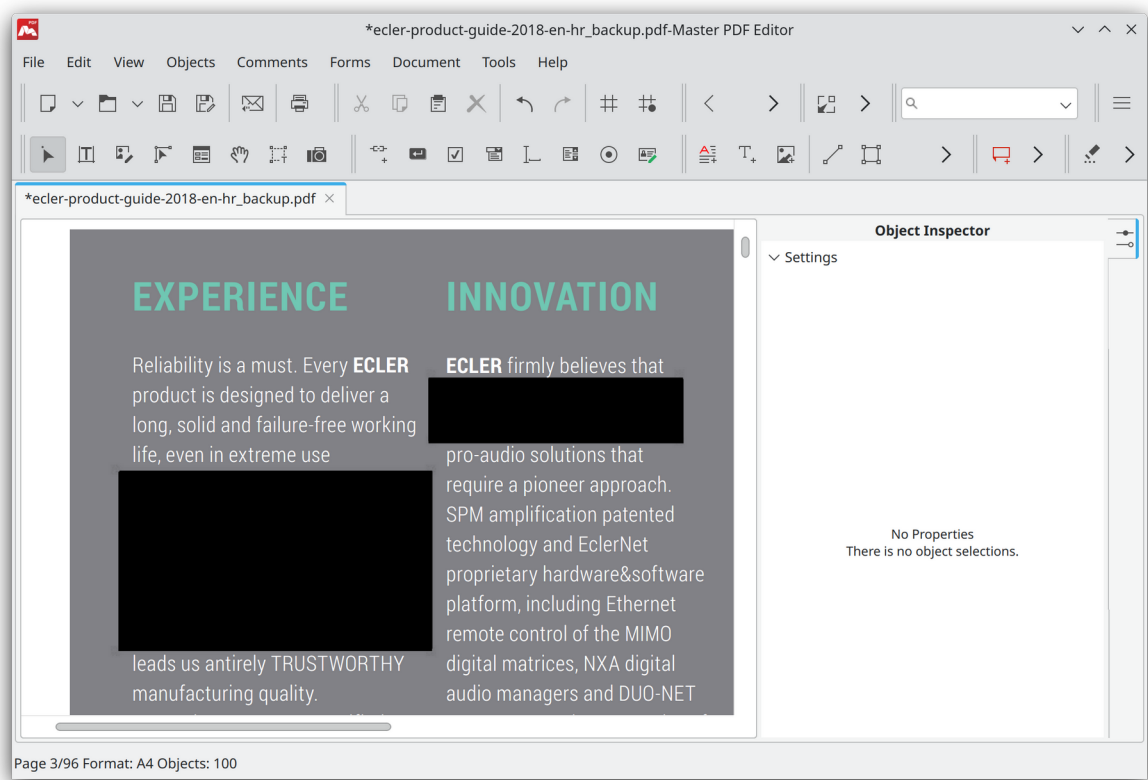 PDF
*ecler-product-guide-2018-en-hr_backup.pdf-Master PDF Editor
File Edit View Objects Comments Forms Document Tools Help
*ecler-product-guide-2018-en-hr_backup.pdf
EXPERIENCE
Reliability is a must. Every ECLER
product is designed to deliver a
long, solid and failure-free working
life, even in extreme use
leads us antirely TRUSTWORTHY
manufacturing quality.
INNOVATION
ECLER firmly believes that
pro-audio solutions that
require a pioneer approach.
SPM amplification patented
technology and EclerNet
proprietary hardware&software
platform, including Ethernet
remote control of the MIMO
digital matrices, NXA digital
audio managers and DUO-NET
Object Inspector
Settings
No Properties
There is no object selections.
Page 3/96 Format: A4 Objects: 100